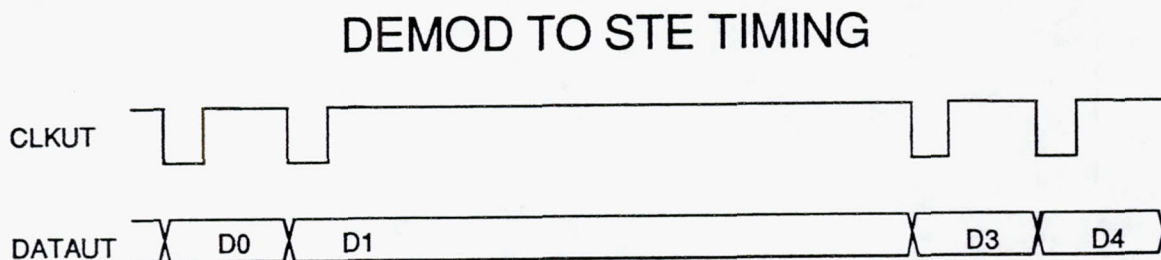 DEMOD TO STE TIMING
CLKUT
DATAUT D0 D1 D3 D4